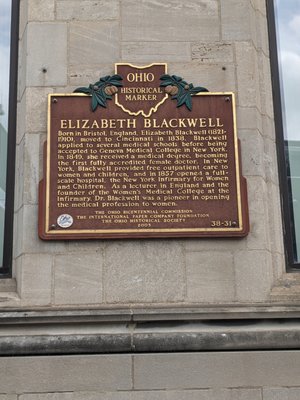 OHIO
HISTORICAL
MARKER
ELIZABETH BLACKWELL
Born in Bristol, England, Elizabeth Blackwell (1821-
1910), moved to Cincinnati in 1838. Blackwell
applied to several medical schools before being
accepted to Geneva Medical College in New York.
In 1849, she received a medical degree, becoming
the first fully accredited female doctor. In New
York, Blackwell provided free outpatient care to
women and children, and in 1857 opened a full-
scale hospital, the New York Infirmary for Women
and Children. As a lecturer in England and the
founder of the Women's Medical College at the
Infirmary, Dr. Blackwell was a pioneer in opening
the medical profession to women.
THE OHIO BICENTENNIAL COMMISSION
THE INTERNATIONAL PAPER COMPANY FOUNDATION
THE OHIO HISTORICAL SOCIETY
2003
38-31